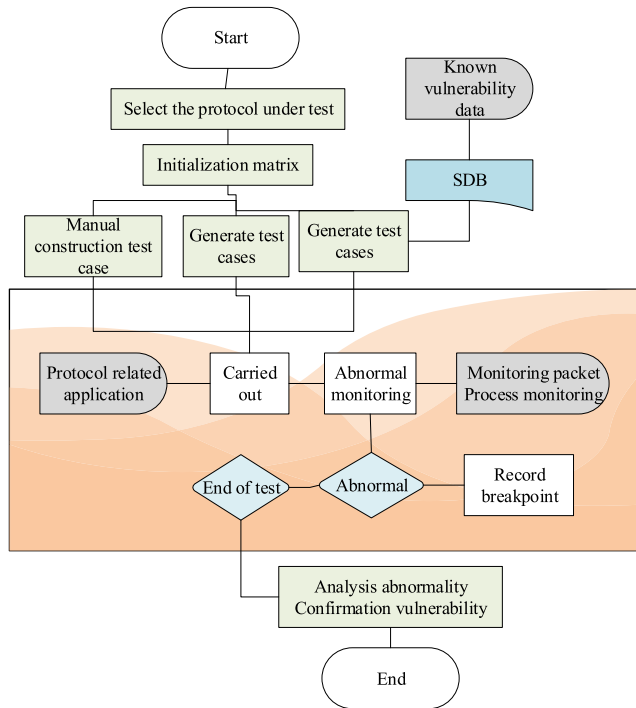 Start
Known
vulnerability
data
Select the protocol under test
Initialization matrix
SDB
Manual
construction test
case
Generate test
cases
Generate test
cases
Protocol related
application
Carried
out
Abnormal
monitoring
Monitoring packet
Process monitoring
End of test
Abnormal
Record
breakpoint
Analysis abnormality
Confirmation vulnerability
End